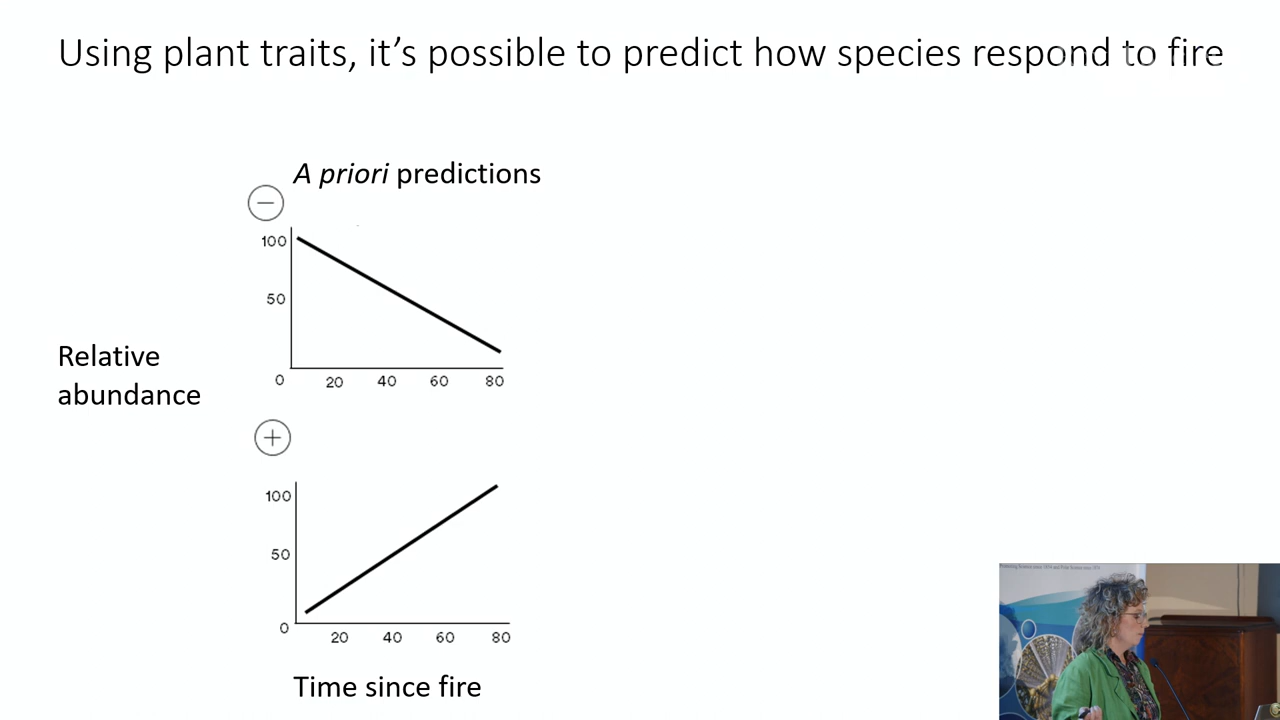 Using plant traits, it's possible to predict how species respond to fire
A priori predictions
−
100
50
0
20 40 60 80
Relative
abundance
+
100
50
0
20 40 60 80
Time since fire